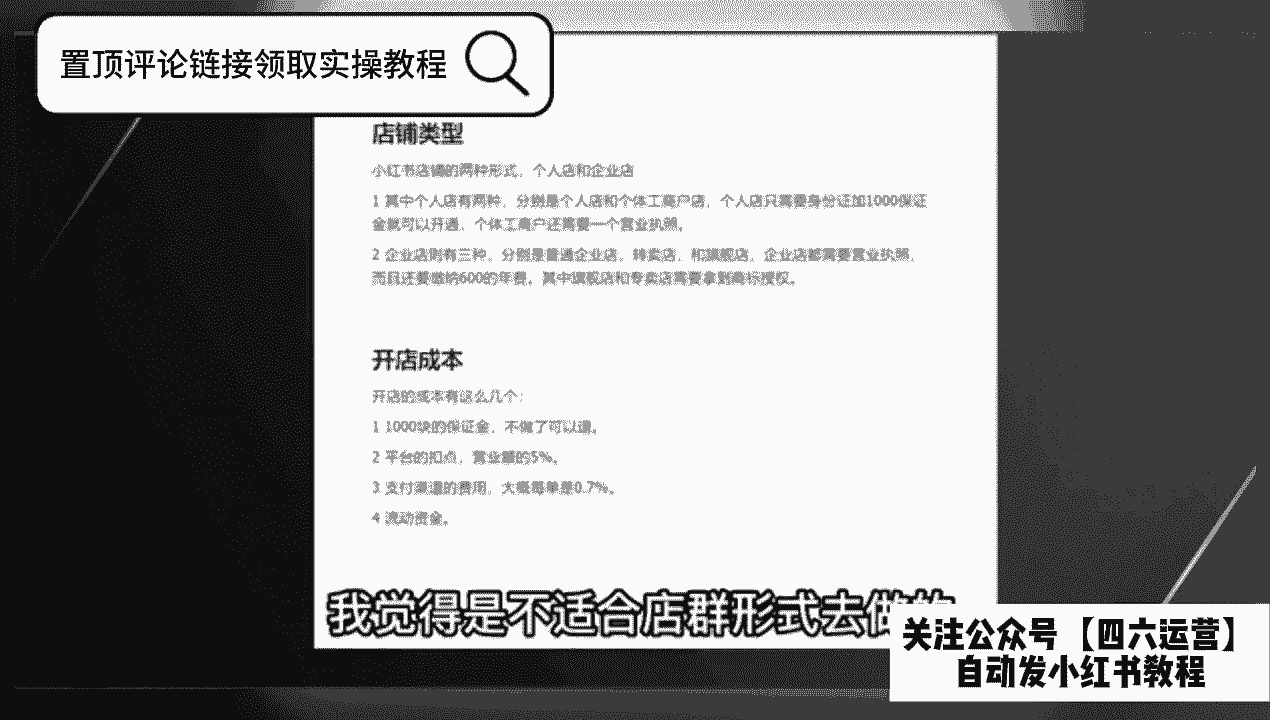 置顶评论链接领取实操教程
店铺类型
小红书店铺的两种形式，个人店和企业店
1 其中个人店有两种，分别是个人店和个体工商户店，个人店只需要身份证加1000保证
金就可以开通，个体工商户还需要一个营业执照。
2 企业店则有三种，分别是普通企业店，专卖店，和旗舰店，企业店都需要营业执照，
而且还要缴纳600的年费，其中旗舰店和专卖店需要拿到商标授权。
开店成本
开店的成本有这么几个：
1 1000块的保证金，不做了可以退。
2 平台的扣点，营业额的5%。
3 支付渠道的费用，大概每单是0.7%。
4 流动资金。
我觉得是不适合店群形式去做的
关注公众号【四六运营】
自动发小红书教程